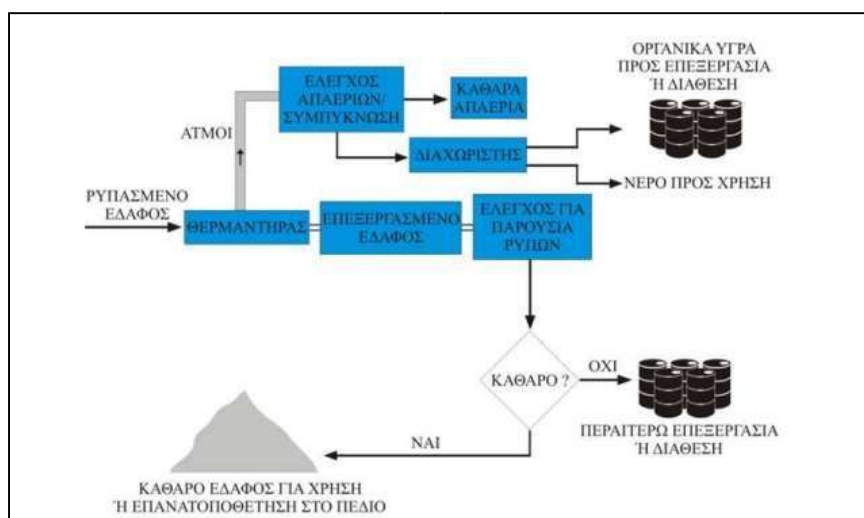 ΟΡΓΑΝΙΚΑ ΥΓΡΑ
ΠΡΟΣ ΕΠΕΞΕΡΓΑΣΙΑ
Ή ΔΙΑΘΕΣΗ
ΕΛΕΓΧΟΣ
ΑΠΑΕΡΙΩΝ/
ΣΥΜΠΥΚΝΩΣΗ
ΚΑΘΑΡΑ
ΑΠΑΕΡΙΑ
ΑΤΜΟΙ
ΔΙΑΧΩΡΙΣΤΗΣ
ΝΕΡΟ ΠΡΟΣ ΧΡΗΣΗ
ΡΥΠΑΣΜΕΝΟ
ΕΔΑΦΟΣ
ΘΕΡΜΑΝΤΗΡΑΣ
ΕΠΕΞΕΡΓΑΣΜΕΝΟ
ΕΔΑΦΟΣ
ΕΛΕΓΧΟΣ ΓΙΑ
ΠΑΡΟΥΣΙΑ
ΡΥΠΩΝ
ΚΑΘΑΡΟ ?
ΟΧΙ
ΠΕΡΑΙΤΕΡΩ ΕΠΕΞΕΡΓΑΣΙΑ
Ή ΔΙΑΘΕΣΗ
ΝΑΙ
ΚΑΘΑΡΟ ΕΔΑΦΟΣ ΓΙΑ ΧΡΗΣΗ
Ή ΕΠΑΝΑΤΟΠΟΘΕΤΗΣΗ ΣΤΟ ΠΕΔΙΟ